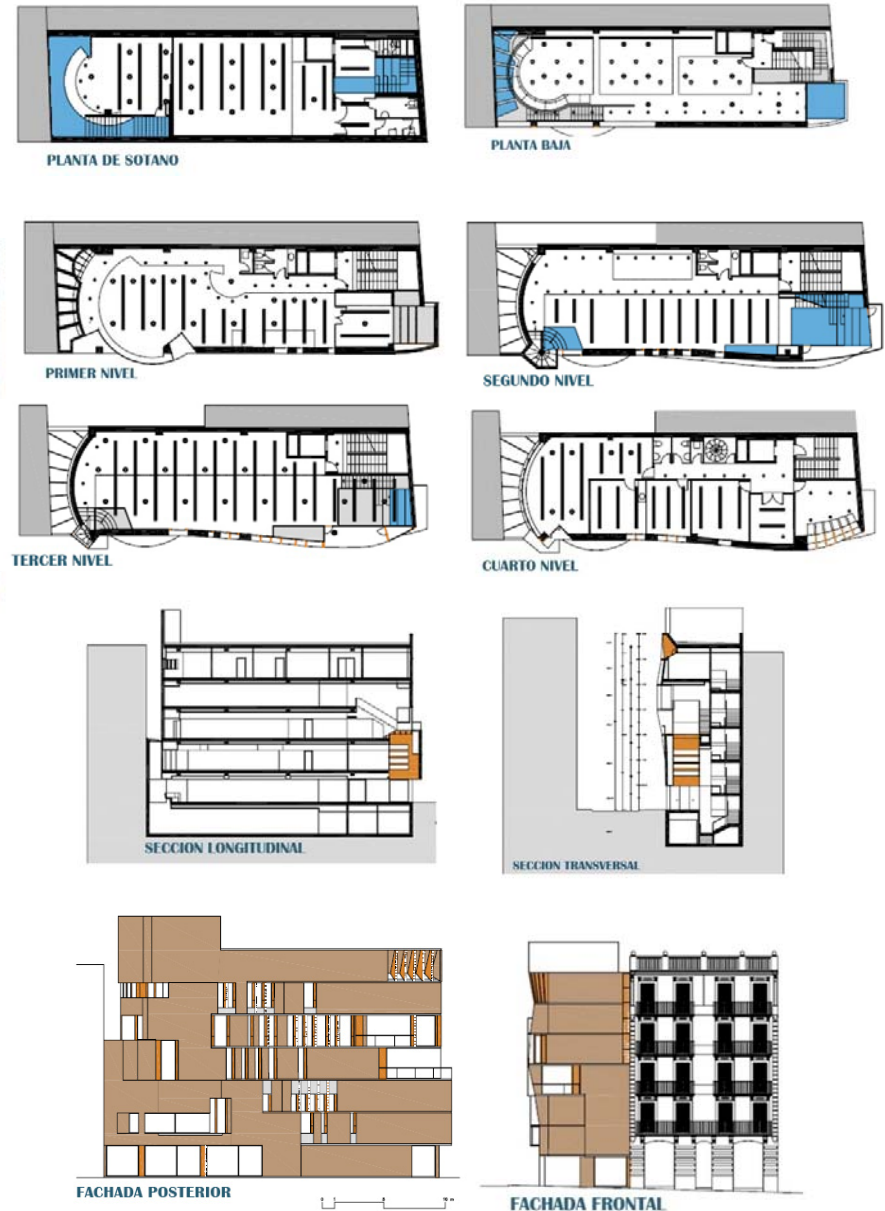 PLANTA DE SOTANO
PLANTA BAJA
PRIMER NIVEL
SEGUNDO NIVEL
TERCER NIVEL
CUARTO NIVEL
SECCION LONGITUDINAL
SECCION TRANSVERSAL
FACHADA POSTERIOR
FACHADA FRONTAL